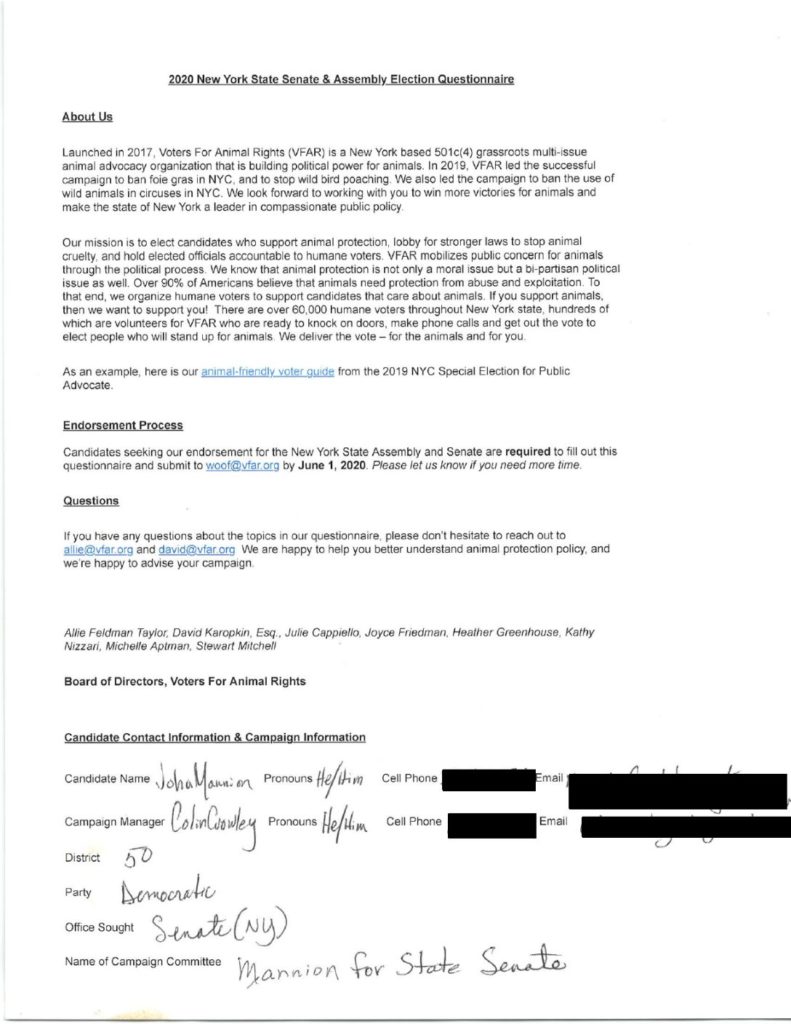 2020 New York State Senate & Assembly Election Questionnaire
About Us
Launched in 2017, Voters For Animal Rights (VFAR) is a New York based 501c(4) grassroots multi-issue
animal advocacy organization that is building political power for animals. In 2019, VFAR led the successful
campaign to ban foie gras in NYC, and to stop wild bird poaching. We also led the campaign to ban the use of
wild animals in circuses in NYC. We look forward to working with you to win more victories for animals and
make the state of New York a leader in compassionate public policy.
Our mission is to elect candidates who support animal protection, lobby for stronger laws to stop animal
cruelty, and hold elected officials accountable to humane voters. VFAR mobilizes public concern for animals
through the political process. We know that animal protection is not only a moral issue but a bi-partisan political
issue as well. Over 90% of Americans believe that animals need protection from abuse and exploitation. To
that end, we organize humane voters to support candidates that care about animals. If you support animals,
then we want to support you! There are over 60,000 humane voters throughout New York state, hundreds of
which are volunteers for VFAR who are ready to knock on doors, make phone calls and get out the vote to
elect people who will stand up for animals. We deliver the vote – for the animals and for you.
As an example, here is our animal-friendly voter guide from the 2019 NYC Special Election for Public
Advocate.
Endorsement Process
Candidates seeking our endorsement for the New York State Assembly and Senate are required to fill out this
questionnaire and submit to woof@vfar.org by June 1, 2020. Please let us know if you need more time.
Questions
If you have any questions about the topics in our questionnaire, please don't hesitate to reach out to
allie@vfar.org and david@vfar.org We are happy to help you better understand animal protection policy, and
we're happy to advise your campaign.
Allie Feldman Taylor, David Karopkin, Esq., Julie Cappiello, Joyce Friedman, Heather Greenhouse, Kathy
Nizzari, Michelle Aptman, Stewart Mitchell
Board of Directors, Voters For Animal Rights
Candidate Contact Information & Campaign Information
Candidate Name John Mannion Pronouns He/Him Cell Phone Email
Campaign Manager Colin Crowley Pronouns He/Him Cell Phone Email
District 50
Party Democratic
Office Sought Senate (NY)
Name of Campaign Committee Mannion for State Senate